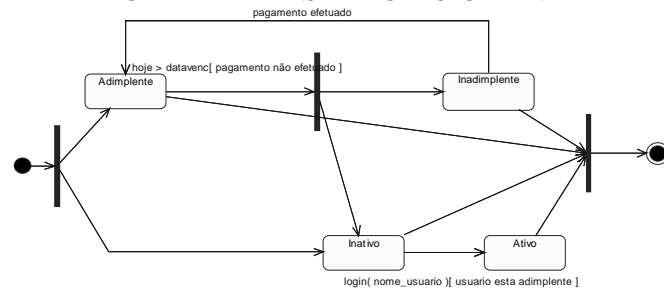 pagamento efetuado
hoje > datavenc[ pagamento não efetuado ]
Adimplente
Inadimplente
Inativo
Ativo
login( nome_usuario )[ usuario esta adimplente ]